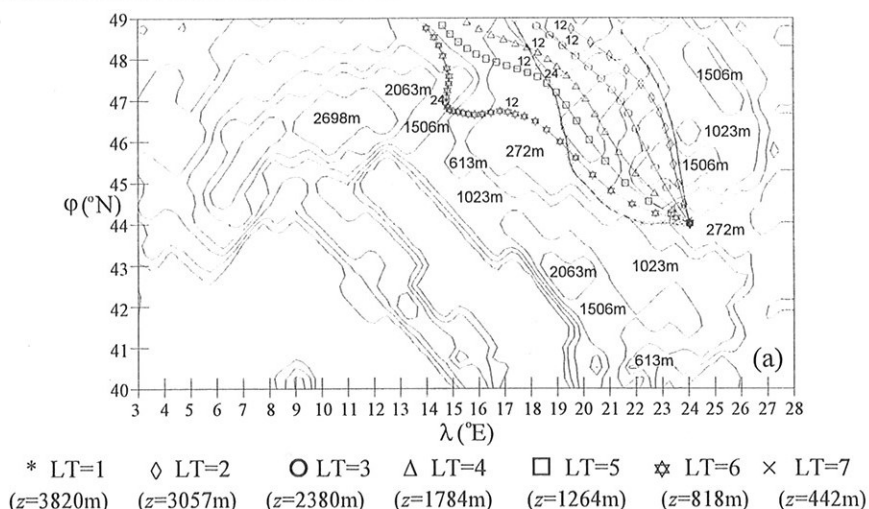 49
48
47
46
45
44
43
42
41
40
φ(°N)
12
12
12
12
12
24
24
12
2063m
2698m
1506m
613m
272m
1023m
1506m
1023m
1506m
272m
1023m
2063m
1506m
613m
(a)
3 4 5 6 7 8 9 10 11 12 13 14 15 16 17 18 19 20 21 22 23 24 25 26 27 28
λ(°E)
* LT=1 ◇ LT=2 O LT=3 △ LT=4 □ LT=5 ✡ LT=6 × LT=7
(z=3820m) (z=3057m) (z=2380m) (z=1784m) (z=1264m) (z=818m) (z=442m)